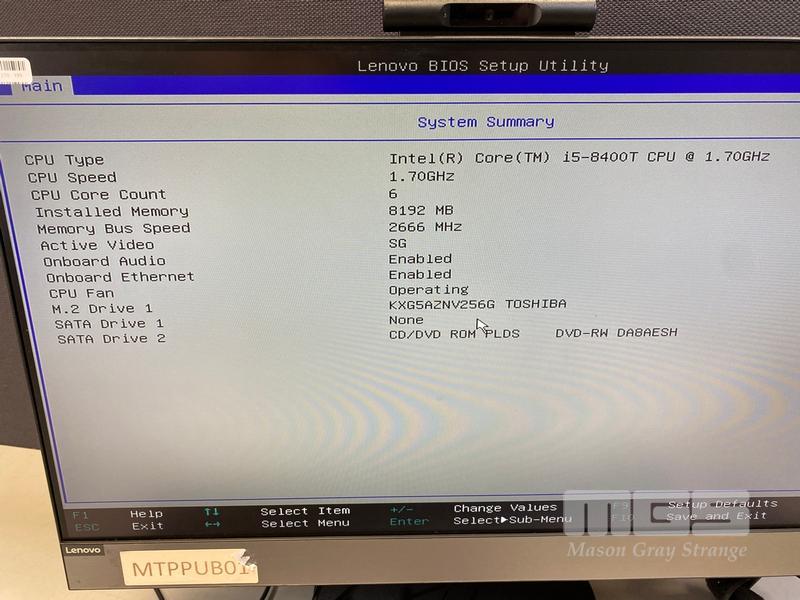 Lenovo BIOS Setup Utility
Main
System Summary
CPU Type Intel(R) Core(TM) i5-8400T CPU @ 1.70GHz
CPU Speed 1.70GHz
CPU Core Count 6
Installed Memory 8192 MB
Memory Bus Speed 2666 MHz
Active Video SG
Onboard Audio Enabled
Onboard Ethernet Enabled
CPU Fan Operating
M.2 Drive 1 KXG5AZNV256G TOSHIBA
SATA Drive 1 None
SATA Drive 2 CD/DVD ROM PLDS DVD-RW DA8AESH
F1 Help ↑↓ Select Item +/- Change Values F9 Setup Defaults
ESC Exit ↔ Select Menu Enter Select▶Sub-Menu F10 Save and Exit
MGS
Mason Gray Strange
Lenovo